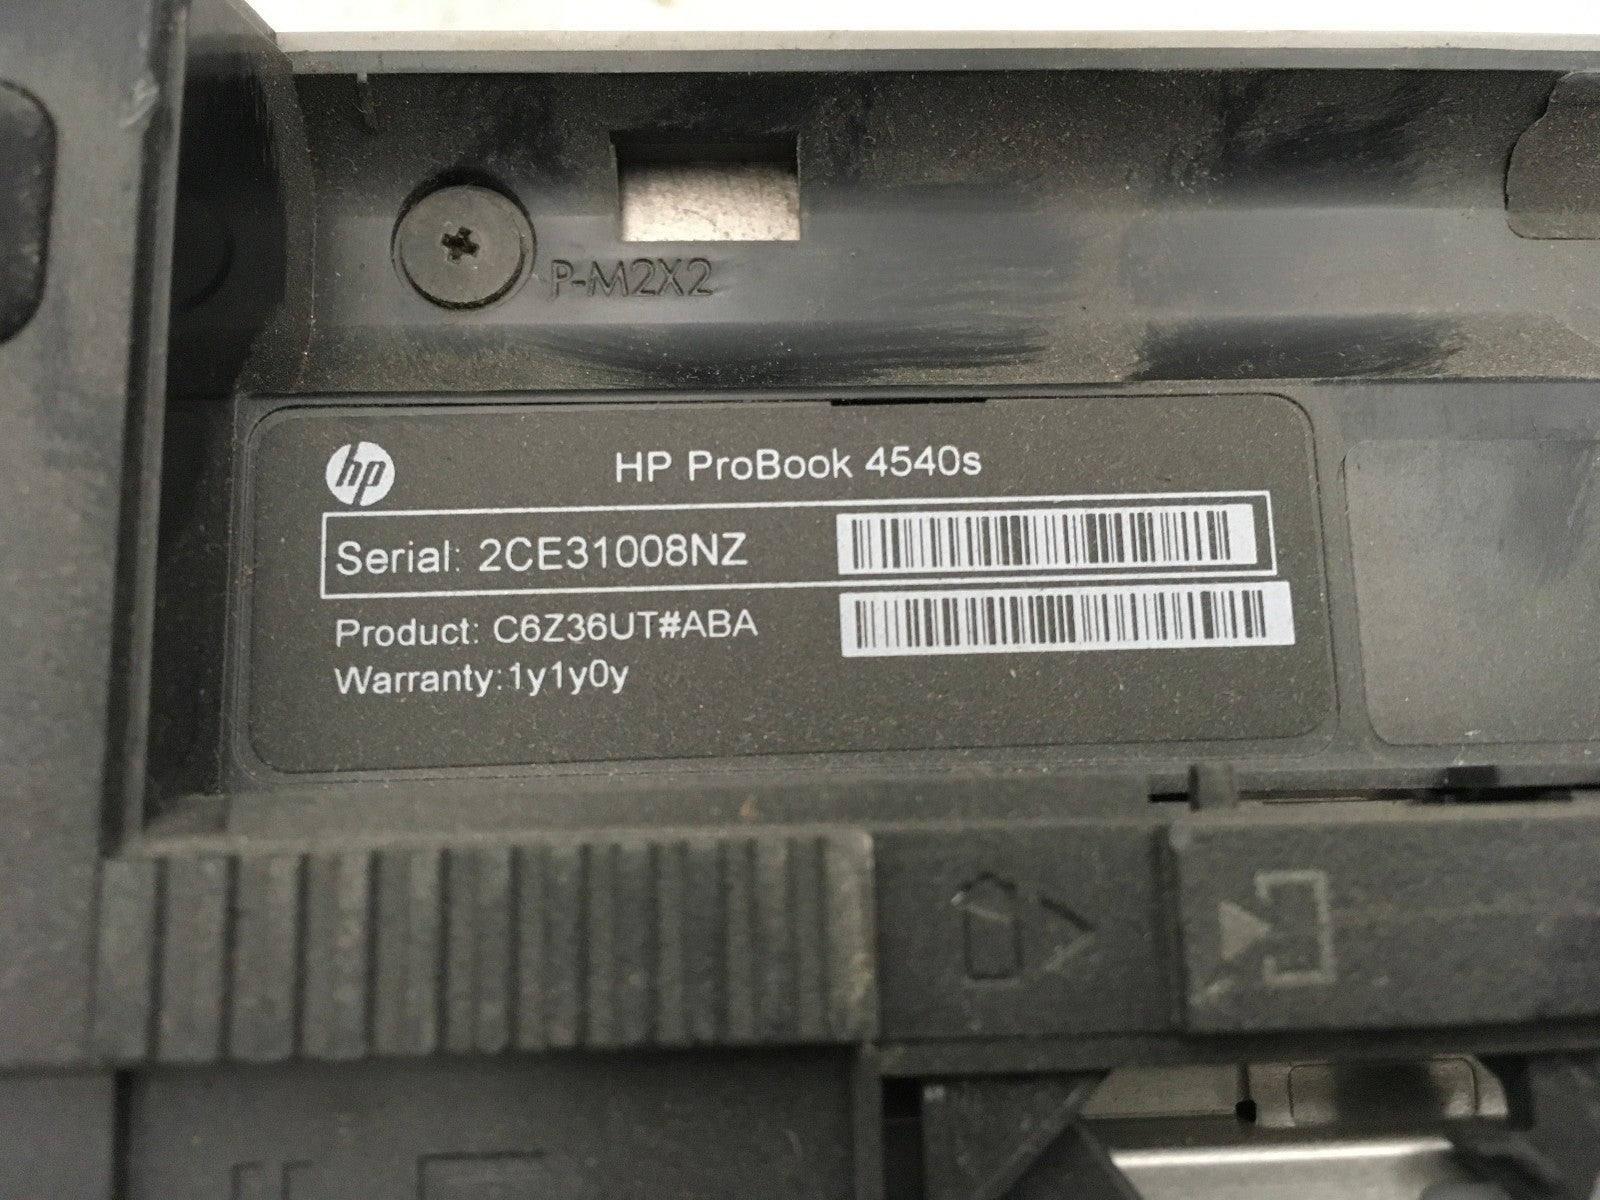 P-M2X2
hp
HP ProBook 4540s
Serial: 2CE31008NZ
Product: C6Z36UT#ABA
Warranty:1y1y0y